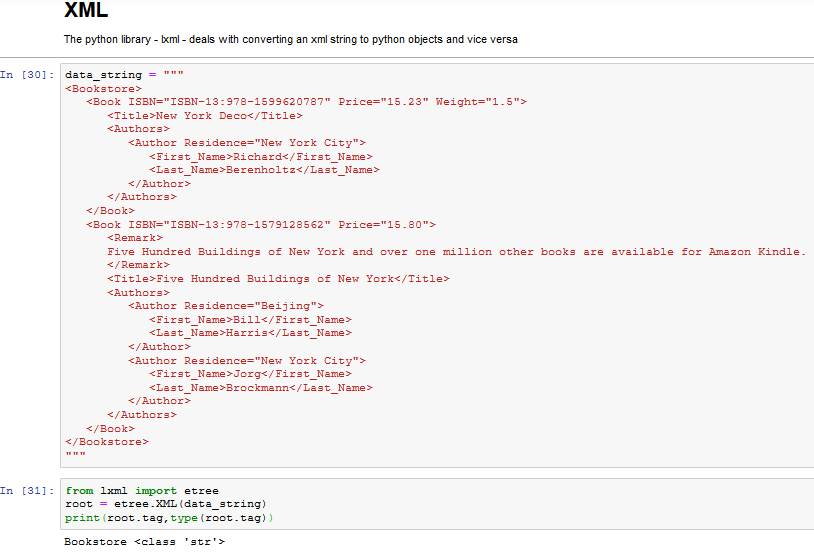 XML
The python library - lxml - deals with converting an xml string to python objects and vice versa
In [30]: data_string = """
<Bookstore>
   <Book ISBN="ISBN-13:978-1599620787" Price="15.23" Weight="1.5">
      <Title>New York Deco</Title>
      <Authors>
         <Author Residence="New York City">
            <First_Name>Richard</First_Name>
            <Last_Name>Berenholtz</Last_Name>
         </Author>
      </Authors>
   </Book>
   <Book ISBN="ISBN-13:978-1579128562" Price="15.80">
      <Remark>
      Five Hundred Buildings of New York and over one million other books are available for Amazon Kindle.
      </Remark>
      <Title>Five Hundred Buildings of New York</Title>
      <Authors>
         <Author Residence="Beijing">
            <First_Name>Bill</First_Name>
            <Last_Name>Harris</Last_Name>
         </Author>
         <Author Residence="New York City">
            <First_Name>Jorg</First_Name>
            <Last_Name>Brockmann</Last_Name>
         </Author>
      </Authors>
   </Book>
</Bookstore>
"""
In [31]: from lxml import etree
root = etree.XML(data_string)
print(root.tag,type(root.tag))
Bookstore <class 'str'>